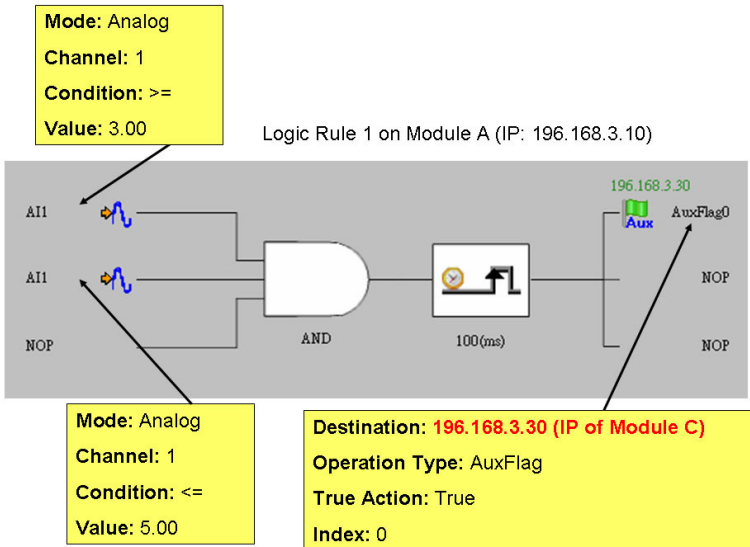 Mode: Analog
Channel: 1
Condition: >=
Value: 3.00
Logic Rule 1 on Module A (IP: 196.168.3.10)
196.168.3.30
AI1
Aux
AuxFlag0
AI1
NOP
NOP
AND
100(ms)
NOP
Mode: Analog
Channel: 1
Condition: <=
Value: 5.00
Destination: 196.168.3.30 (IP of Module C)
Operation Type: AuxFlag
True Action: True
Index: 0